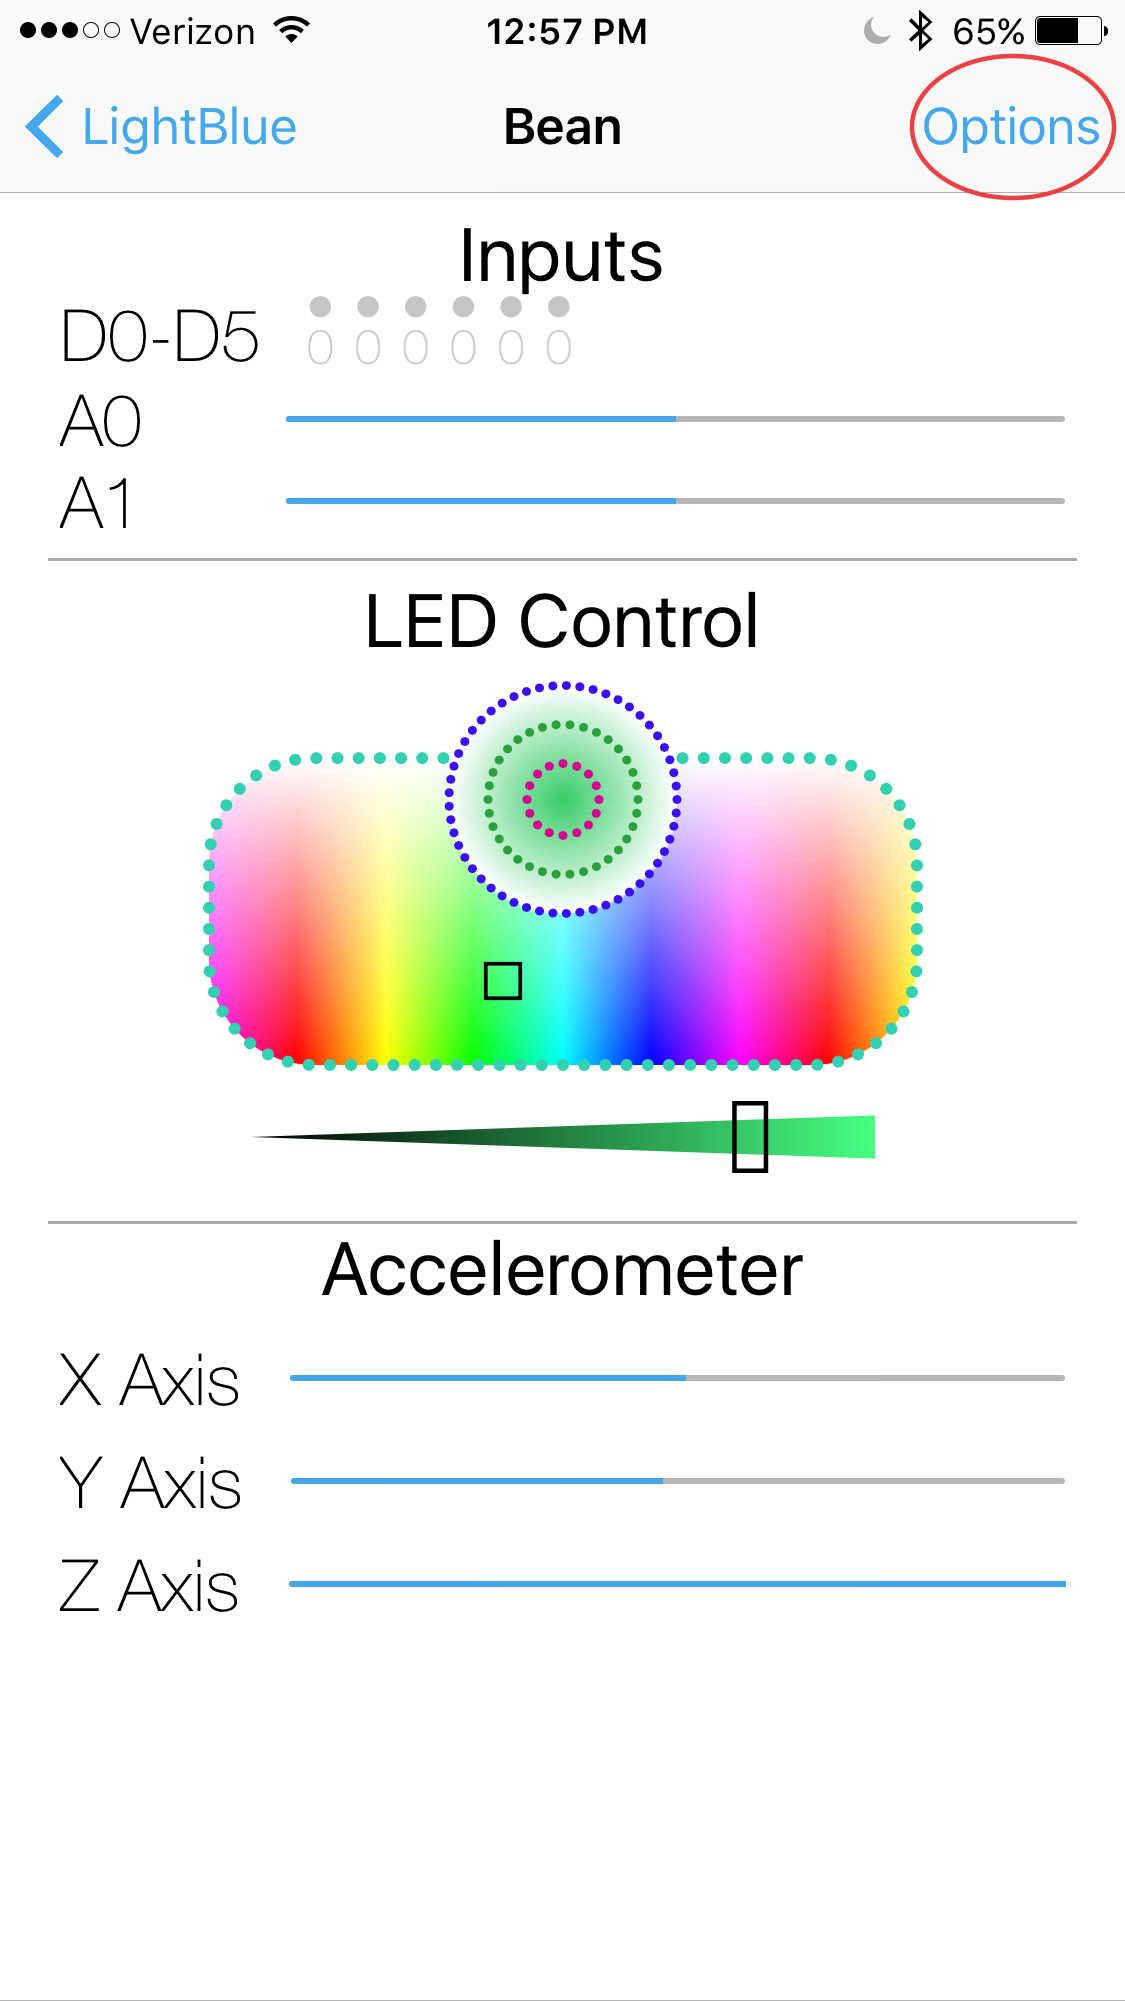 Verizon 12:57 PM 65%
LightBlue Bean Options
Inputs
D0-D5 0 0 0 0 0 0
A0
A1
LED Control
Accelerometer
X Axis
Y Axis
Z Axis